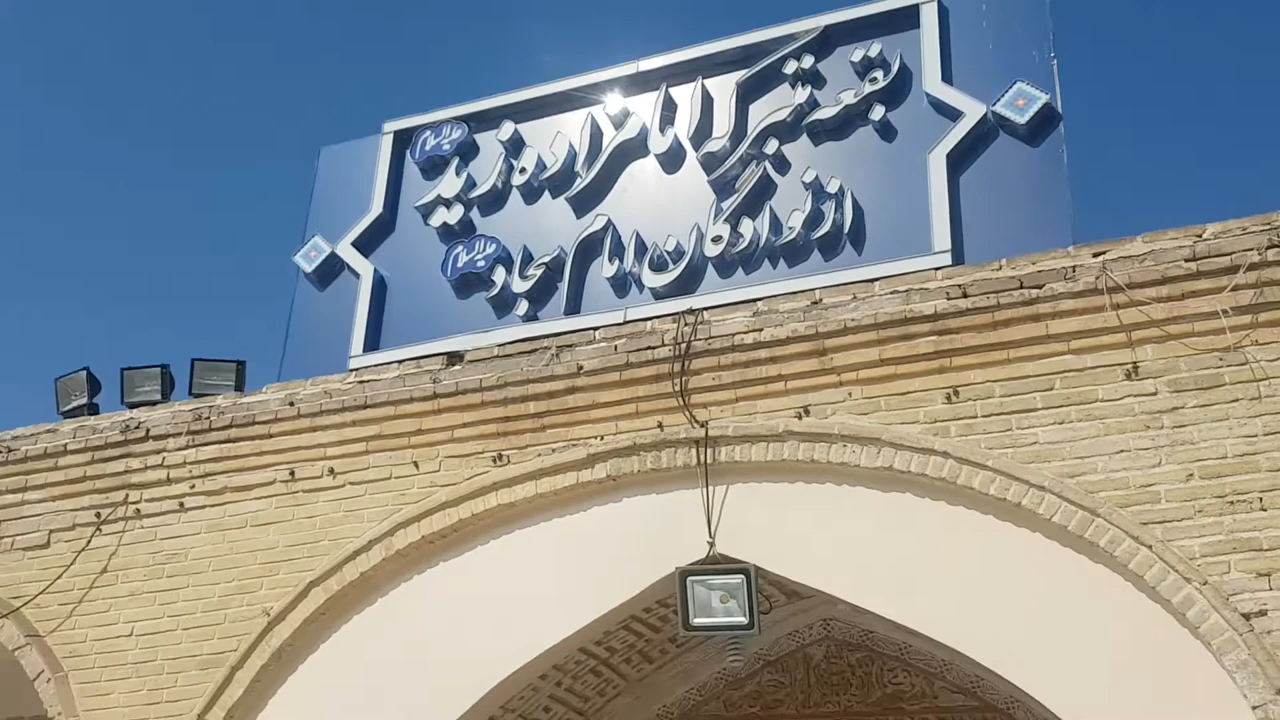 بقعه متبرکه امامزاده زید علیه‌السلام
از نوادگان امام سجاد علیه‌السلام